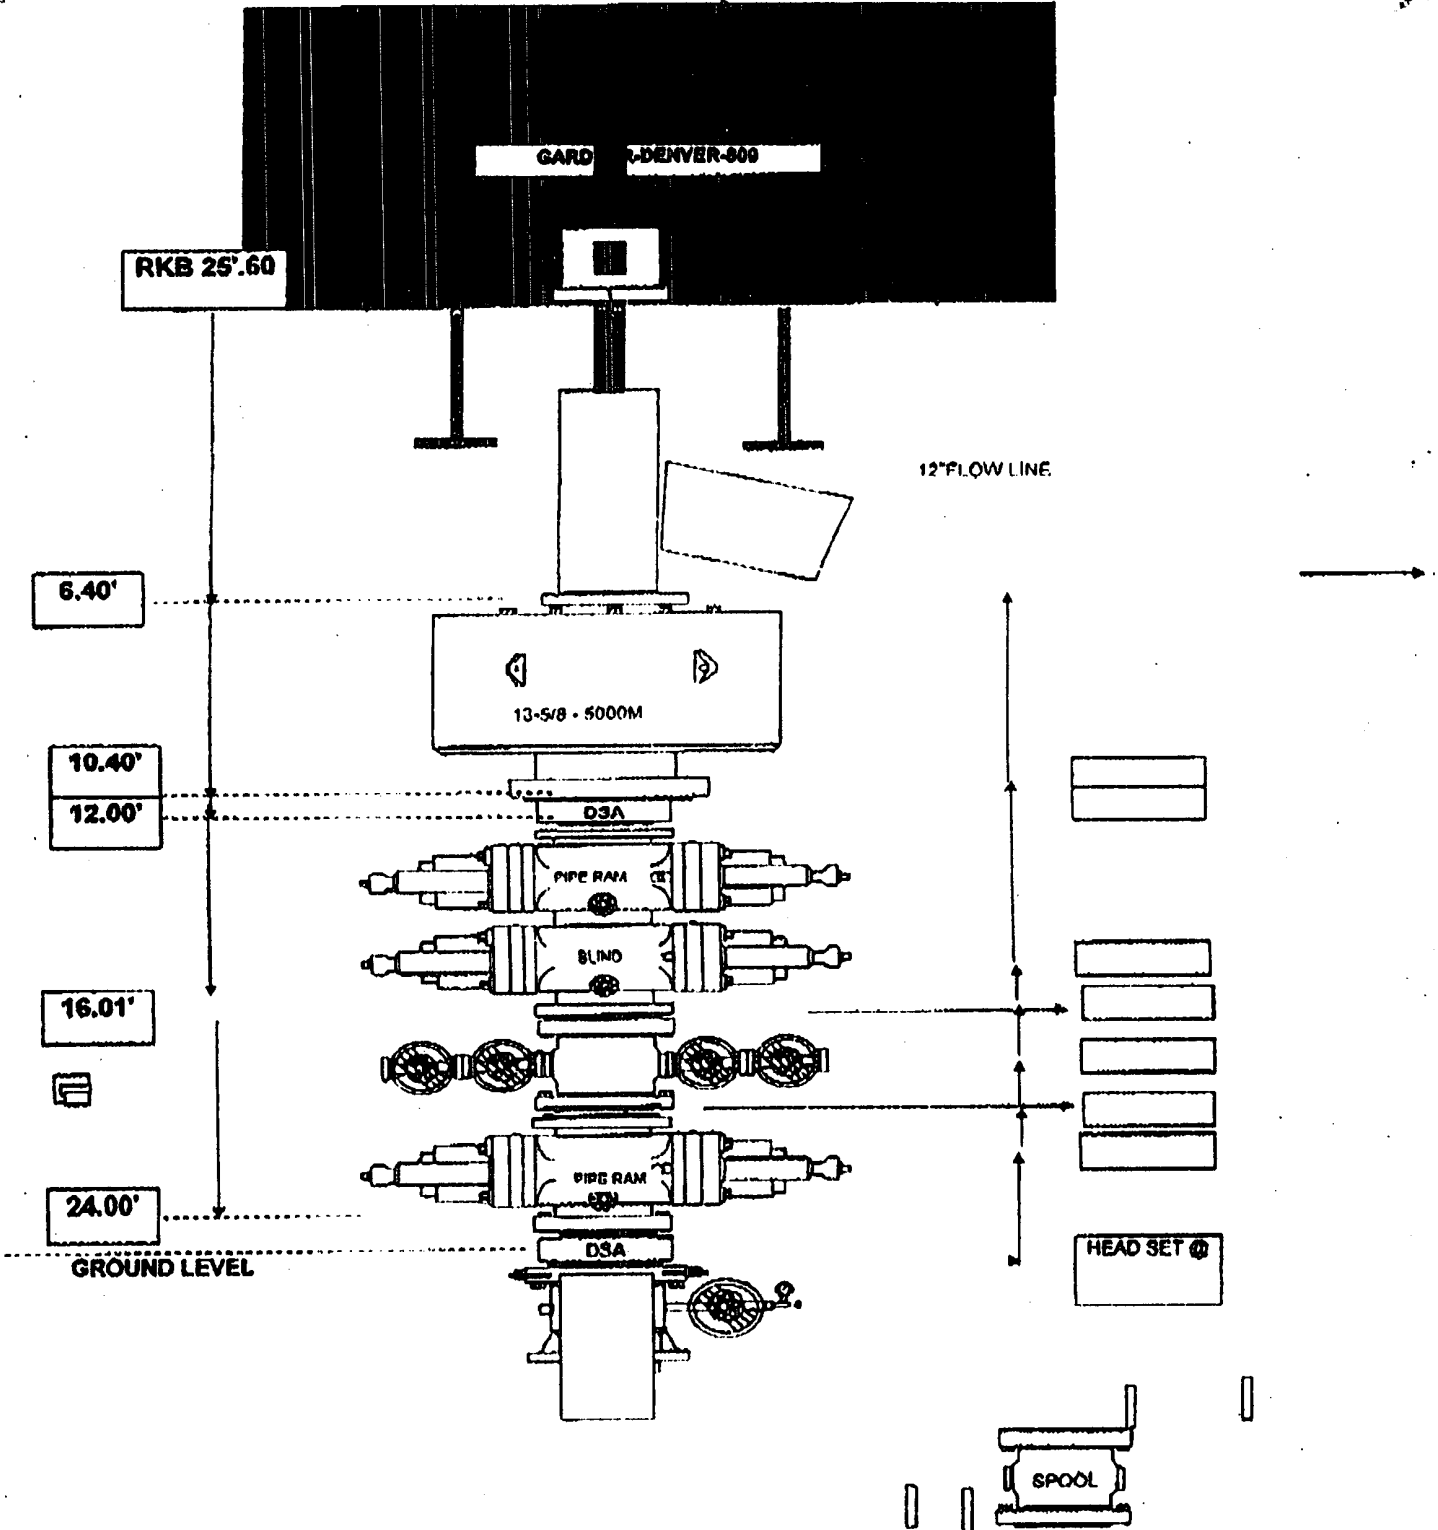 GARD R-DENVER-800
RKB 25'.60
12"FLOW LINE
6.40'
13-5/8 - 5000M
10.40'
12.00'
DSA
PIPE RAM
BLIND
16.01'
PIPE RAM
24.00'
DSA
HEAD SET @
GROUND LEVEL
SPOOL